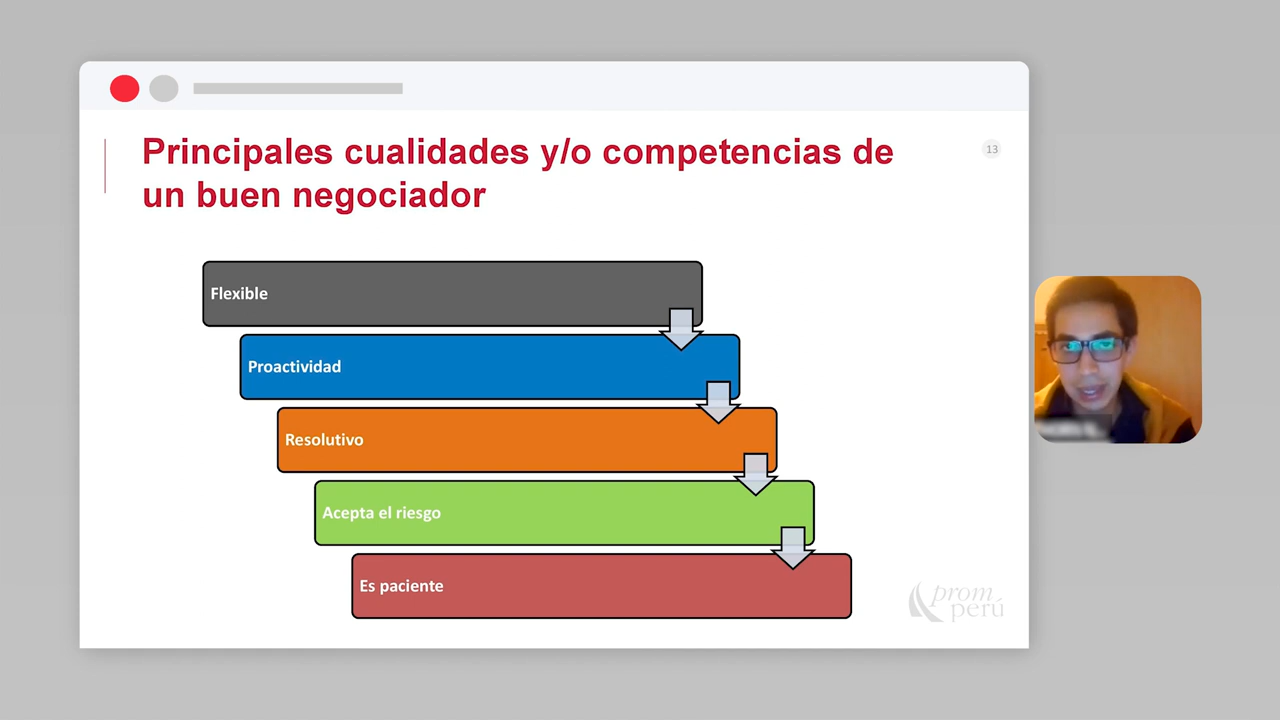 Principales cualidades y/o competencias de
un buen negociador
13
Flexible
Proactividad
Resolutivo
Acepta el riesgo
Es paciente
prom
perú